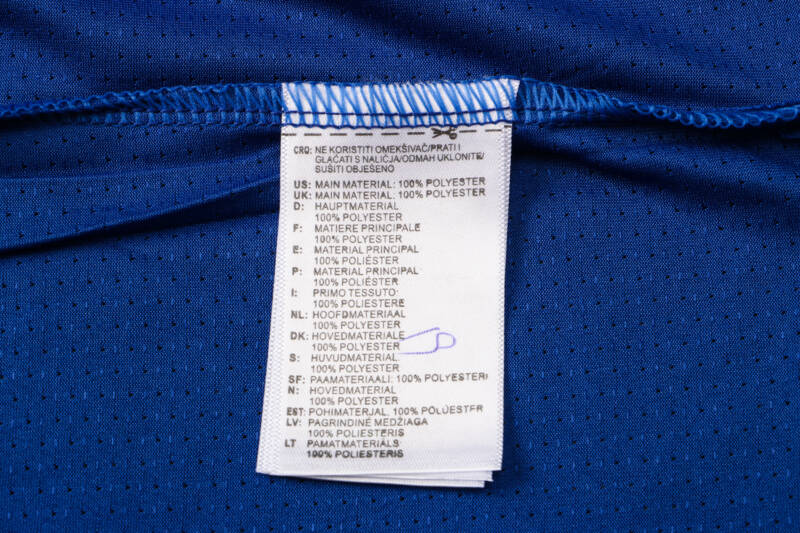 CRO: NE KORISTITI OMEKŠIVAČ/PRATI I
GLAČATI S NALIČJA/ODMAH UKLONITE/
SUŠITI OBJEŠENO
US: MAIN MATERIAL: 100% POLYESTER
UK: MAIN MATERIAL: 100% POLYESTER
D: HAUPTMATERIAL
100% POLYESTER
F: MATIERE PRINCIPALE
100% POLYESTER
E: MATERIAL PRINCIPAL
100% POLIÉSTER
P: MATERIAL PRINCIPAL
100% POLIÉSTER
I: PRIMO TESSUTO
100% POLIESTERE
NL: HOOFDMATERIAAL
100% POLYESTER
DK: HOVEDMATERIALE
100% POLYESTER
S: HUVUDMATERIAL
100% POLYESTER
SF: PAAMATERIAALI: 100% POLYESTERI
N: HOVEDMATERIAL
100% POLYESTER
EST: POHIMATERJAL: 100% POLÜESTER
LV: PAGRINDINĖ MEDŽIAGA
100% POLIESTERIS
LT PAMATMATERIĀLS
100% POLIESTERIS